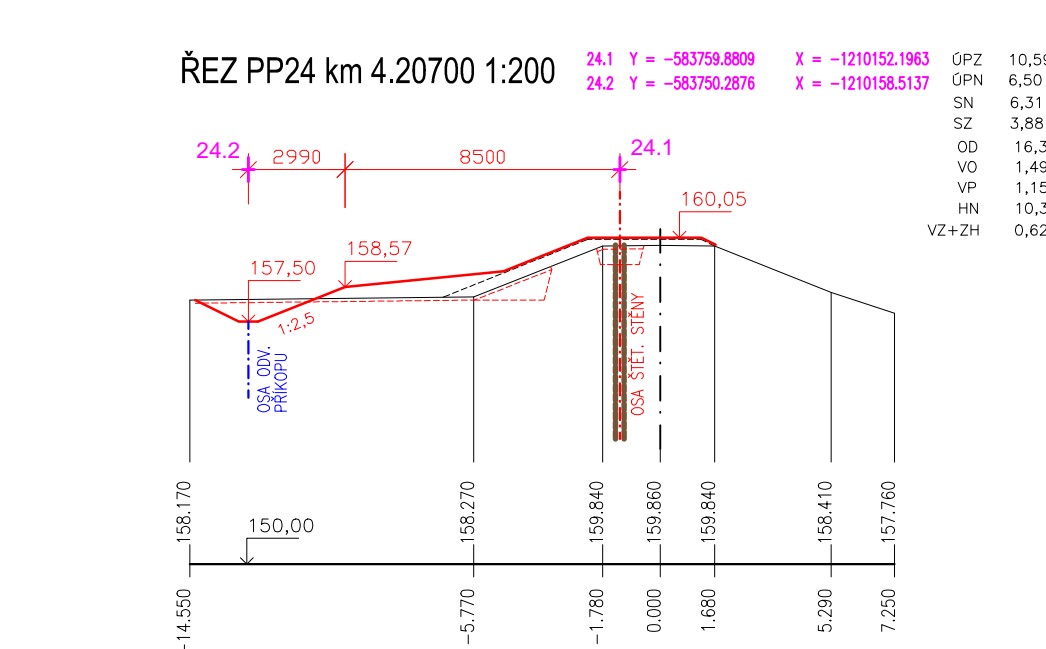 ŘEZ PP24 km 4.20700 1:200
24.1 Y = -583759.8809 X = -1210152.1963
24.2 Y = -583750.2876 X = -1210158.5137
ÚPZ 10,59
ÚPN 6,50
SN 6,31
SZ 3,88
OD 16,3
VO 1,49
VP 1,15
HN 10,3
VZ+ZH 0,62
24.2
2990
8500
24.1
160,05
158,57
157,50
1:2,5
OSA ODV.
PŘÍKOPU
OSA ŠTĚT. STĚNY
150,00
158.170
158.270
159.840
159.860
159.840
158.410
157.760
-14.550
-5.770
-1.780
0.000
1.680
5.290
7.250